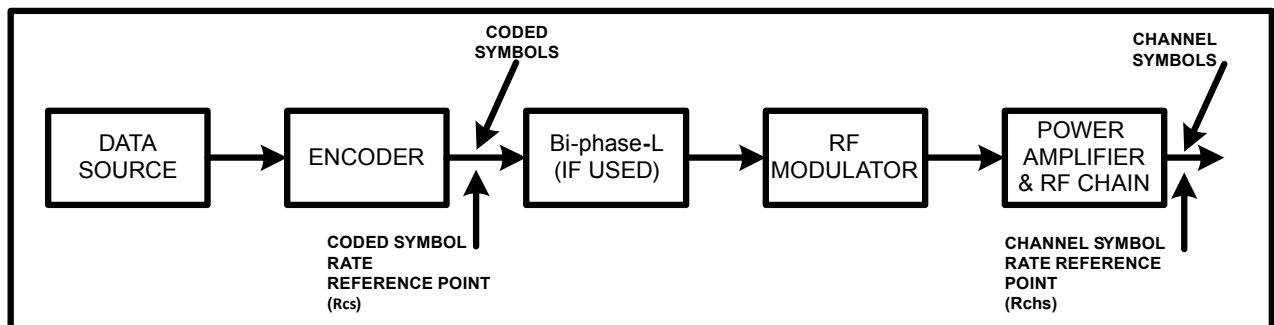 CODED
SYMBOLS
CHANNEL
SYMBOLS
DATA
SOURCE
ENCODER
Bi-phase-L
(IF USED)
RF
MODULATOR
POWER
AMPLIFIER
& RF CHAIN
CODED SYMBOL
RATE
REFERENCE POINT
(Rcs)
CHANNEL SYMBOL
RATE REFERENCE
POINT
(Rchs)